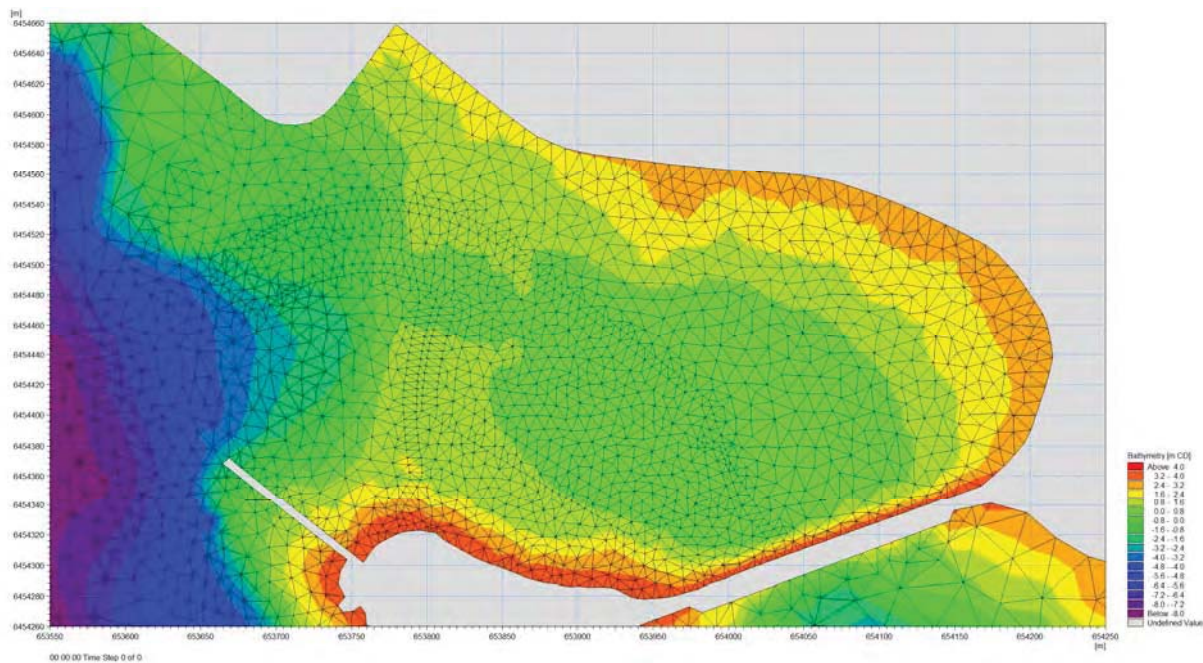 [m]
6454660
6454640
6454620
6454600
6454580
6454560
6454540
6454520
6454500
6454480
6454460
6454440
6454420
6454400
6454380
6454360
6454340
6454320
6454300
6454280
6454260
653550 653600 653650 653700 653750 653800 653850 653900 653950 654000 654050 654100 654150 654200 654250
[m]
00:00:00 Time Step 0 of 0
Bathymetry [m CD]
Above 4.0
3.2 - 4.0
2.4 - 3.2
1.6 - 2.4
0.8 - 1.6
0.0 - 0.8
-0.8 - 0.0
-1.6 - -0.8
-2.4 - -1.6
-3.2 - -2.4
-4.0 - -3.2
-4.8 - -4.0
-5.6 - -4.8
-6.4 - -5.6
-7.2 - -6.4
-8.0 - -7.2
Below -8.0
Undefined Value